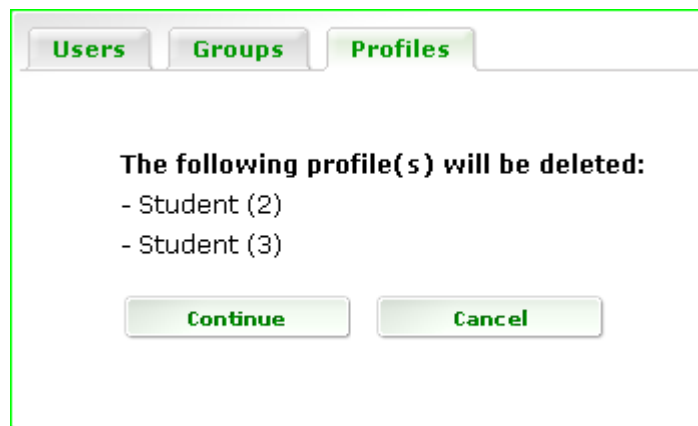 Users Groups Profiles
The following profile(s) will be deleted:
- Student (2)
- Student (3)
Continue Cancel